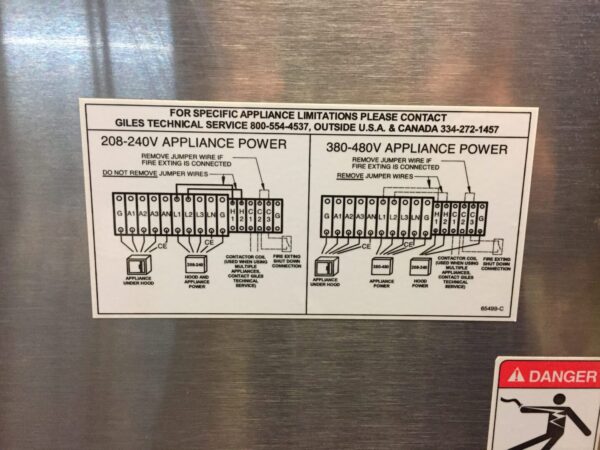 FOR SPECIFIC APPLIANCE LIMITATIONS PLEASE CONTACT
GILES TECHNICAL SERVICE 800-554-4537, OUTSIDE U.S.A. & CANADA 334-272-1457
208-240V APPLIANCE POWER
REMOVE JUMPER WIRE IF
FIRE EXTING IS CONNECTED
DO NOT REMOVE JUMPER WIRES
G A1 A2 A3 AN L1 L2 L3 LN G H1 H2 C1 C2 C2 C3 G
CE CE
APPLIANCE
UNDER HOOD
208-240
HOOD AND
APPLIANCE
POWER
CONTACTOR COIL
(USED WHEN USING
MULTIPLE
APPLIANCES,
CONTACT GILES
TECHNICAL
SERVICE)
FIRE EXTING
SHUT DOWN
CONNECTION
380-480V APPLIANCE POWER
REMOVE JUMPER WIRE IF
FIRE EXTING IS CONNECTED
REMOVE JUMPER WIRES
G A1 A2 A3 AN L1 L2 L3 LN G H1 H2 C1 C2 C2 C3 G
CE CE
APPLIANCE
UNDER HOOD
380-480
APPLIANCE
POWER
208-240
HOOD
POWER
CONTACTOR COIL
(USED WHEN USING
MULTIPLE
APPLIANCES,
CONTACT GILES
TECHNICAL
SERVICE)
FIRE EXTING
SHUT DOWN
CONNECTION
65499-C
DANGER